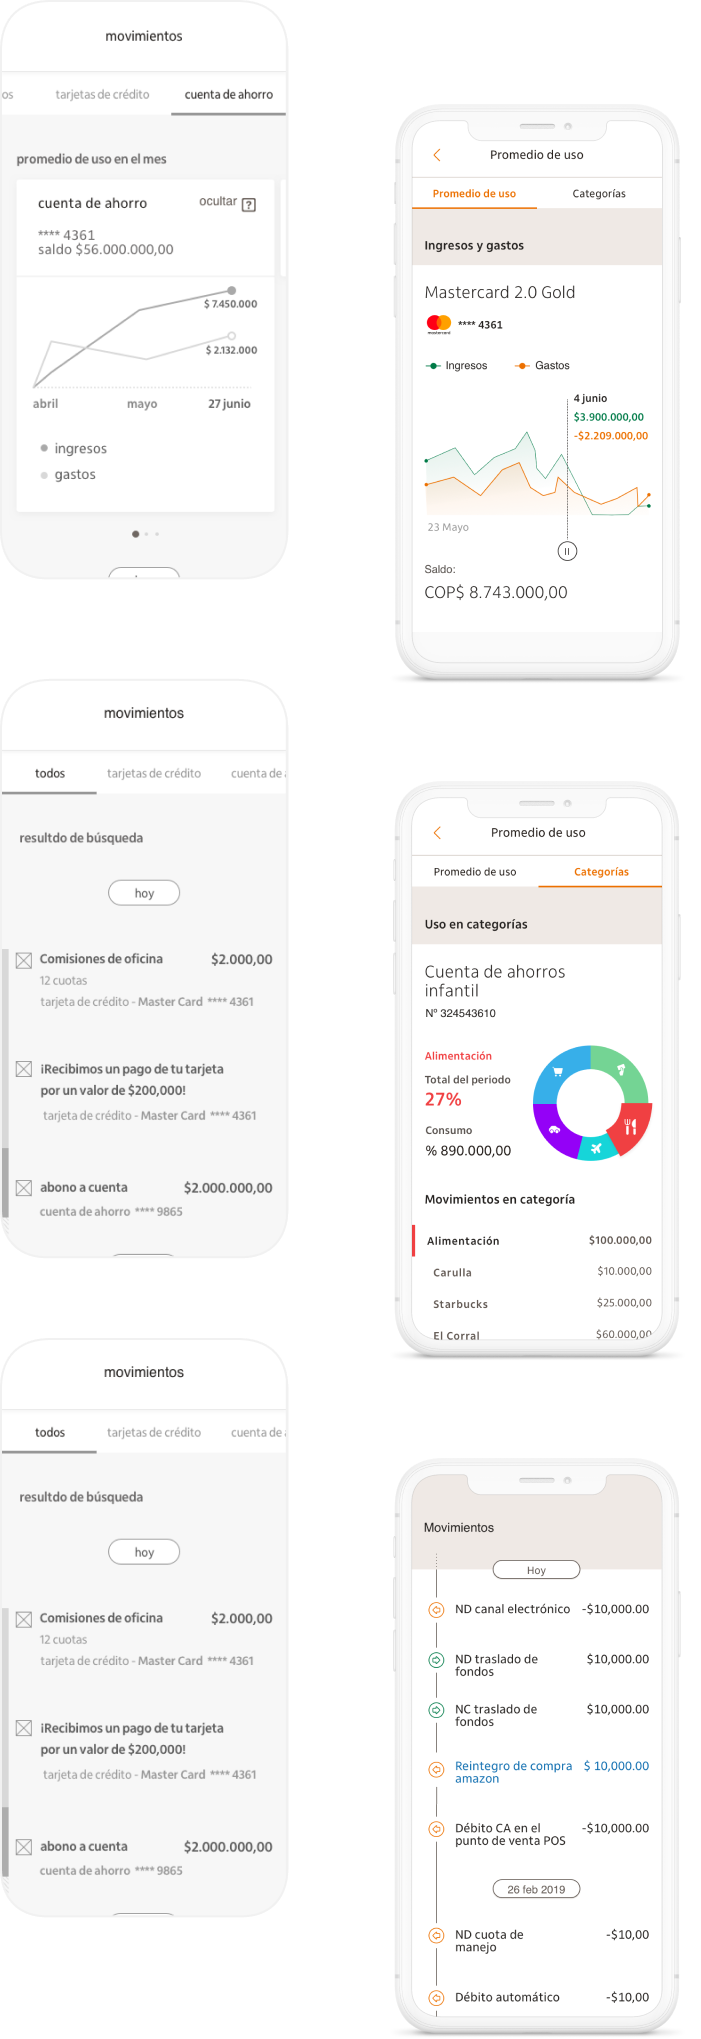 movimientos
os tarjetas de crédito cuenta de ahorro
promedio de uso en el mes
cuenta de ahorro ocultar ?
**** 4361
saldo $56.000.000,00
$ 7.450.000
$ 2.132.000
abril mayo 27 junio
ingresos
gastos
Promedio de uso
Promedio de uso Categorías
Ingresos y gastos
Mastercard 2.0 Gold
mastercard **** 4361
Ingresos Gastos
4 junio
$3.900.000,00
-$2.209.000,00
23 Mayo
Saldo:
COP$ 8.743.000,00
movimientos
todos tarjetas de crédito cuenta de a
resultdo de búsqueda
hoy
Comisiones de oficina $2.000,00
12 cuotas
tarjeta de crédito - Master Card **** 4361
¡Recibimos un pago de tu tarjeta
por un valor de $200,000!
tarjeta de crédito - Master Card **** 4361
abono a cuenta $2.000.000,00
cuenta de ahorro **** 9865
Promedio de uso
Promedio de uso Categorías
Uso en categorías
Cuenta de ahorros
infantil
N° 324543610
Alimentación
Total del periodo
27%
Consumo
% 890.000,00
Movimientos en categoría
Alimentación $100.000,00
Carulla $10.000,00
Starbucks $25.000,00
El Corral $60.000,00
movimientos
todos tarjetas de crédito cuenta de a
resultdo de búsqueda
hoy
Comisiones de oficina $2.000,00
12 cuotas
tarjeta de crédito - Master Card **** 4361
¡Recibimos un pago de tu tarjeta
por un valor de $200,000!
tarjeta de crédito - Master Card **** 4361
abono a cuenta $2.000.000,00
cuenta de ahorro **** 9865
Movimientos
Hoy
ND canal electrónico -$10,000.00
ND traslado de $10,000.00
fondos
NC traslado de $10,000.00
fondos
Reintegro de compra $ 10,000.00
amazon
Débito CA en el -$10,000.00
punto de venta POS
26 feb 2019
ND cuota de -$10,00
manejo
Débito automático -$10,00